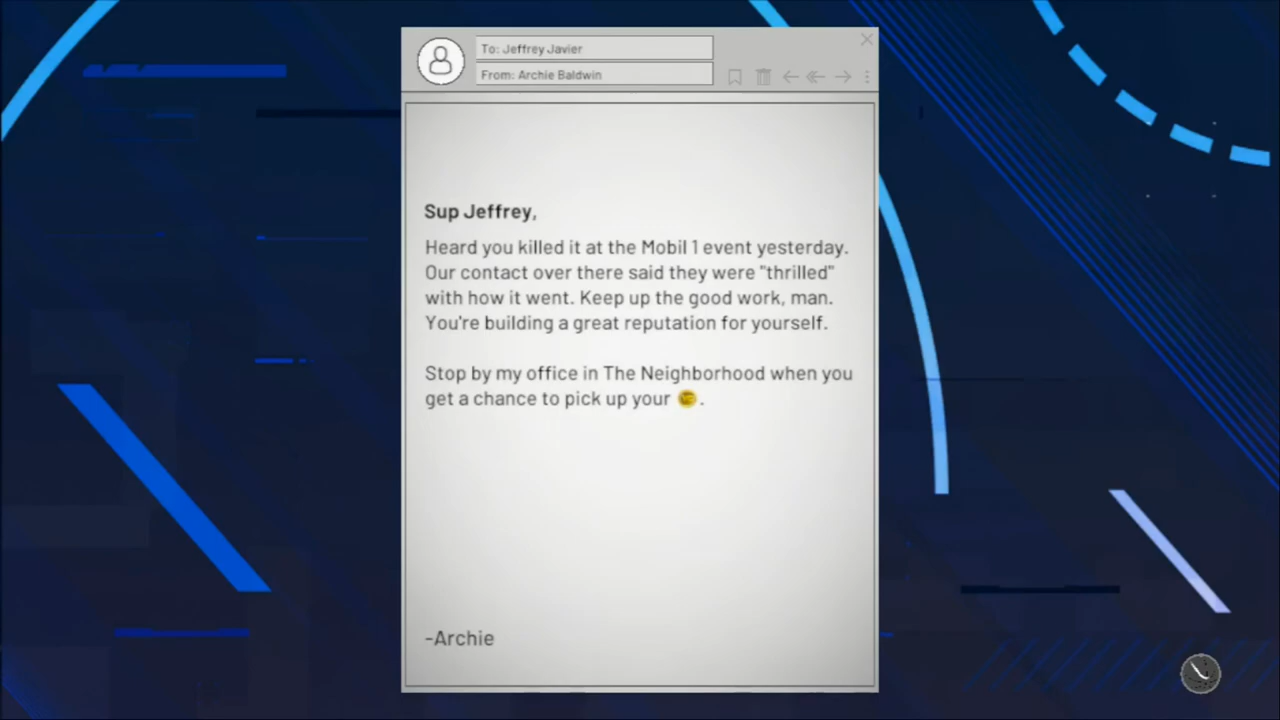 To: Jeffrey Javier
From: Archie Baldwin
Sup Jeffrey,
Heard you killed it at the Mobil 1 event yesterday.
Our contact over there said they were "thrilled"
with how it went. Keep up the good work, man.
You're building a great reputation for yourself.
Stop by my office in The Neighborhood when you
get a chance to pick up your .
-Archie